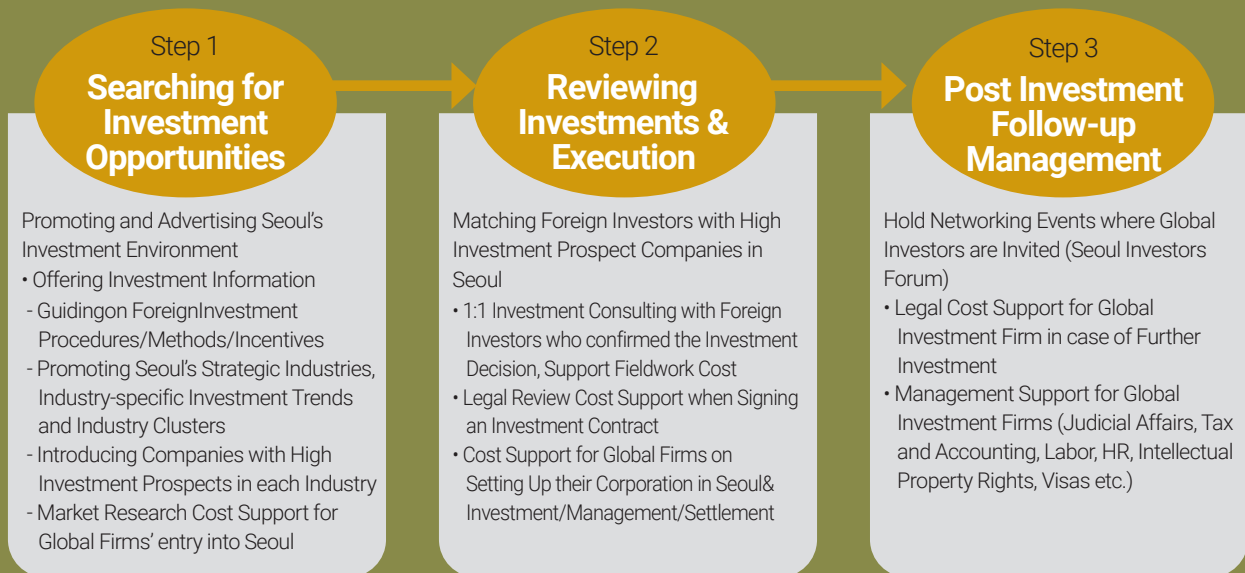 Step 1
Searching for
Investment
Opportunities
Promoting and Advertising Seoul's
Investment Environment
• Offering Investment Information
- Guidingon ForeignInvestment
Procedures/Methods/Incentives
- Promoting Seoul's Strategic Industries,
Industry-specific Investment Trends
and Industry Clusters
- Introducing Companies with High
Investment Prospects in each Industry
- Market Research Cost Support for
Global Firms' entry into Seoul
Step 2
Reviewing
Investments &
Execution
Matching Foreign Investors with High
Investment Prospect Companies in
Seoul
• 1:1 Investment Consulting with Foreign
Investors who confirmed the Investment
Decision, Support Fieldwork Cost
• Legal Review Cost Support when Signing
an Investment Contract
• Cost Support for Global Firms on
Setting Up their Corporation in Seoul&
Investment/Management/Settlement
Step 3
Post Investment
Follow-up
Management
Hold Networking Events where Global
Investors are Invited (Seoul Investors
Forum)
• Legal Cost Support for Global
Investment Firm in case of Further
Investment
• Management Support for Global
Investment Firms (Judicial Affairs, Tax
and Accounting, Labor, HR, Intellectual
Property Rights, Visas etc.)